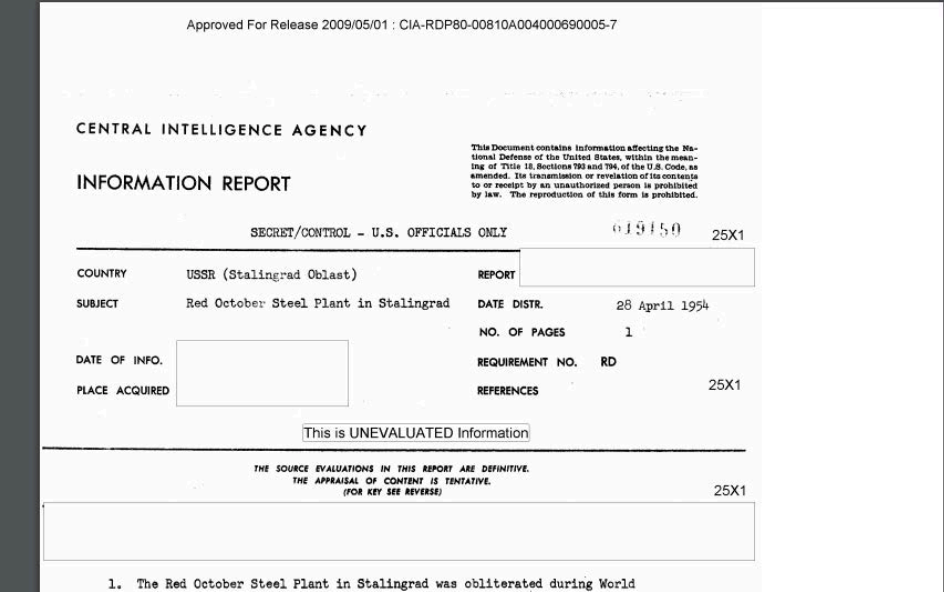 Approved For Release 2009/05/01 : CIA-RDP80-00810A004000690005-7
CENTRAL INTELLIGENCE AGENCY
This Document contains information affecting the Na-
tional Defense of the United States, within the mean-
ing of Title 18, Sections 793 and 794, of the U.S. Code, as
amended. Its transmission or revelation of its contents
to or receipt by an unauthorized person is prohibited
by law. The reproduction of this form is prohibited.
INFORMATION REPORT
SECRET/CONTROL - U.S. OFFICIALS ONLY
25X1
COUNTRY USSR (Stalingrad Oblast)
REPORT
SUBJECT Red October Steel Plant in Stalingrad
DATE DISTR. 28 April 1954
NO. OF PAGES 1
DATE OF INFO.
REQUIREMENT NO. RD
PLACE ACQUIRED
REFERENCES
25X1
This is UNEVALUATED Information
THE SOURCE EVALUATIONS IN THIS REPORT ARE DEFINITIVE.
THE APPRAISAL OF CONTENT IS TENTATIVE.
(FOR KEY SEE REVERSE)
25X1
1. The Red October Steel Plant in Stalingrad was obliterated during World